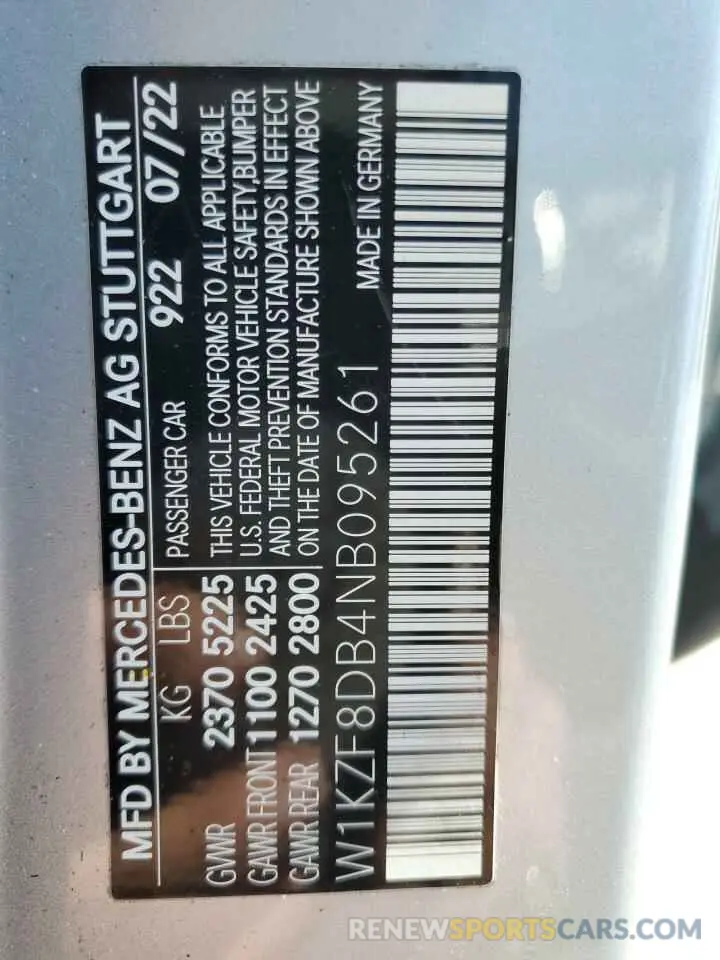 MFD BY MERCEDES-BENZ AG STUTTGART
KG LBS 922 07/22
PASSENGER CAR
GVWR 2370 5225
GAWR FRONT 1100 2425
GAWR REAR 1270 2800
THIS VEHICLE CONFORMS TO ALL APPLICABLE
U.S. FEDERAL MOTOR VEHICLE SAFETY,BUMPER
AND THEFT PREVENTION STANDARDS IN EFFECT
ON THE DATE OF MANUFACTURE SHOWN ABOVE
W1KZF8DB4NB095261 MADE IN GERMANY
RENEWSPORTSCARS.COM